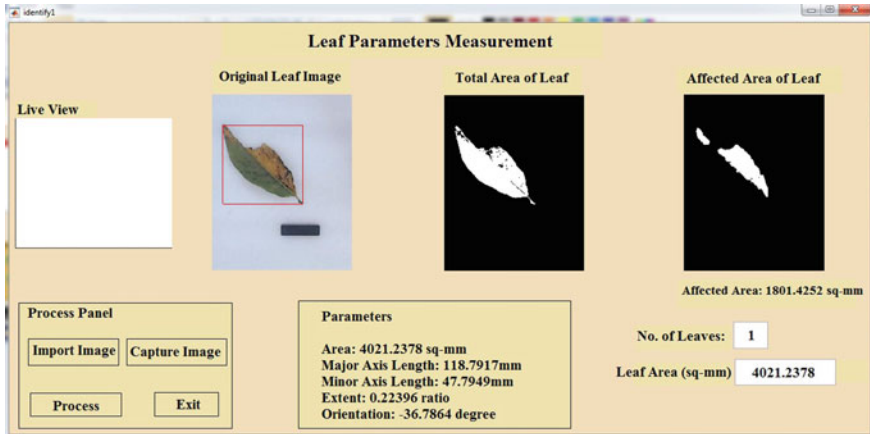 identify1
Leaf Parameters Measurement
Original Leaf Image
Total Area of Leaf
Affected Area of Leaf
Live View
Affected Area: 1801.4252 sq-mm
Process Panel
Import Image
Capture Image
Process
Exit
Parameters
Area: 4021.2378 sq-mm
Major Axis Length: 118.7917mm
Minor Axis Length: 47.7949mm
Extent: 0.22396 ratio
Orientation: -36.7864 degree
No. of Leaves: 1
Leaf Area (sq-mm) 4021.2378